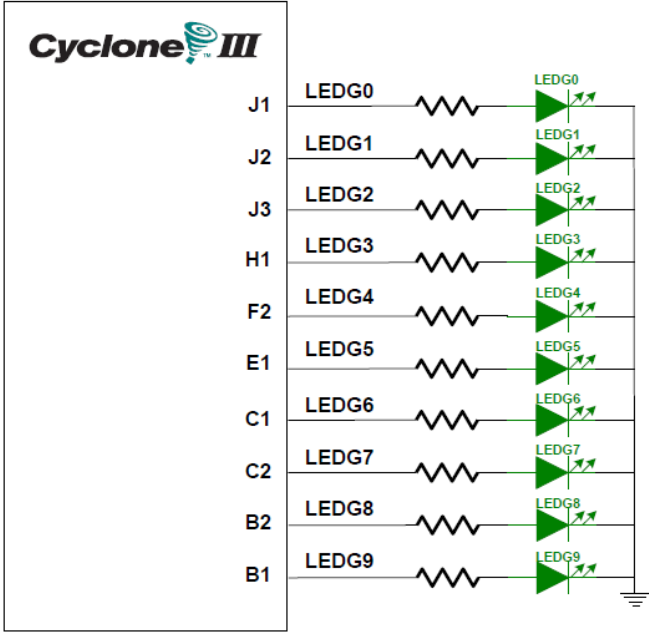 Cyclone III
LEDG0
J1 LEDG0
LEDG1
J2 LEDG1
LEDG2
J3 LEDG2
LEDG3
H1 LEDG3
LEDG4
F2 LEDG4
LEDG5
E1 LEDG5
LEDG6
C1 LEDG6
LEDG7
C2 LEDG7
LEDG8
B2 LEDG8
LEDG9
B1 LEDG9